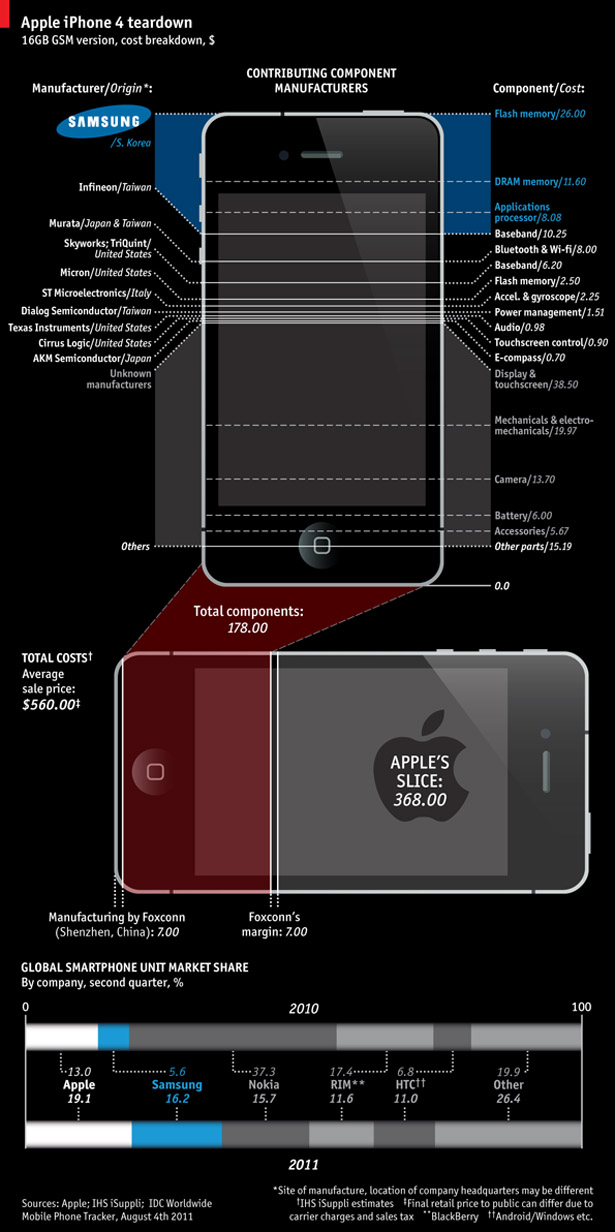 Apple iPhone 4 teardown
16GB GSM version, cost breakdown, $
Manufacturer/Origin*:
CONTRIBUTING COMPONENT
MANUFACTURERS
Component/Cost:
SAMSUNG
/S. Korea
Infineon/Taiwan
Murata/Japan & Taiwan
Skyworks; TriQuint/
United States
Micron/United States
ST Microelectronics/Italy
Dialog Semiconductor/Taiwan
Texas Instruments/United States
Cirrus Logic/United States
AKM Semiconductor/Japan
Unknown
manufacturers
Others
Flash memory/26.00
DRAM memory/11.60
Applications
processor/8.08
Baseband/10.25
Bluetooth & Wi-fi/8.00
Baseband/6.20
Flash memory/2.50
Accel. & gyroscope/2.25
Power management/1.51
Audio/0.98
Touchscreen control/0.90
E-compass/0.70
Display &
touchscreen/38.50
Mechanicals & electro-
mechanicals/19.97
Camera/13.70
Battery/6.00
Accessories/5.67
Other parts/15.19
0.0
Total components:
178.00
TOTAL COSTS†
Average
sale price:
$560.00‡
APPLE'S
SLICE:
368.00
Manufacturing by Foxconn
(Shenzhen, China): 7.00
Foxconn's
margin: 7.00
GLOBAL SMARTPHONE UNIT MARKET SHARE
By company, second quarter, %
0 2010 100
13.0 5.6 37.3 17.4 6.8 19.9
Apple Samsung Nokia RIM** HTC†† Other
19.1 16.2 15.7 11.6 11.0 26.4
2011
*Site of manufacture, location of company headquarters may be different
Sources: Apple; IHS iSuppli; IDC Worldwide
Mobile Phone Tracker, August 4th 2011
†IHS iSuppli estimates ‡Final retail price to public can differ due to
carrier charges and sales tax **BlackBerry ††Android/Windows etc.